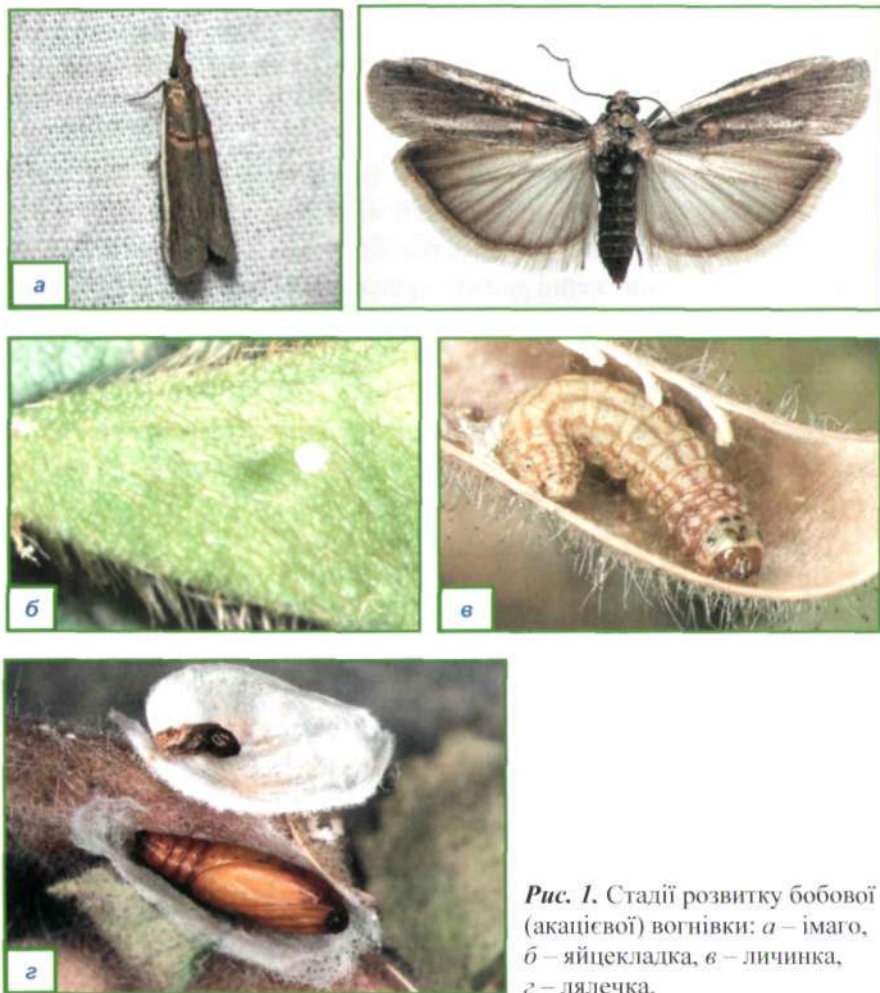 а
б
в
г
Рис. 1. Стадії розвитку бобової
(акацієвої) вогнівки: а – імаго,
б – яйцекладка, в – личинка,
г – лялечка.